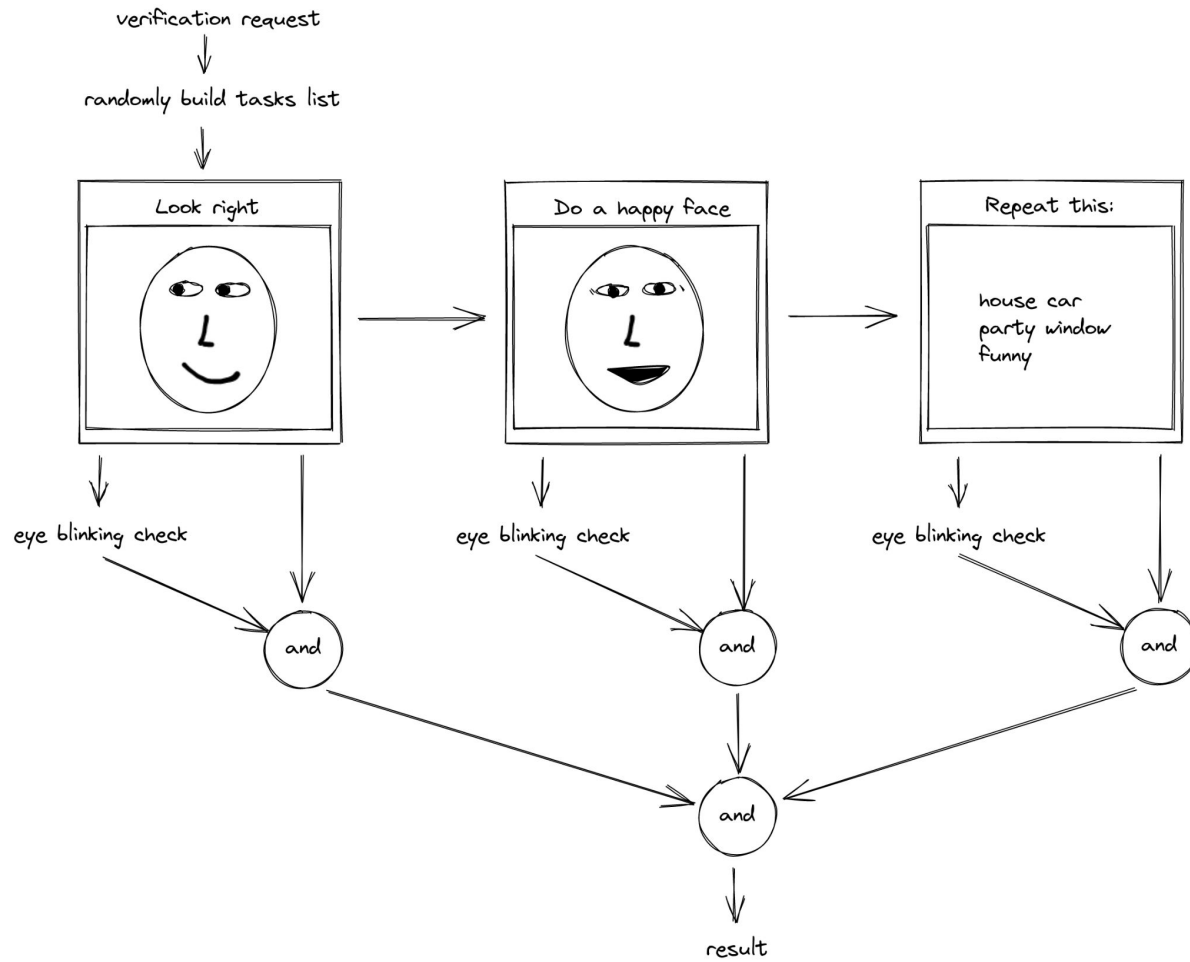 verification request
randomly build tasks list
Look right
Do a happy face
Repeat this:
house car
party window
funny
eye blinking check
eye blinking check
eye blinking check
and
and
and
and
result